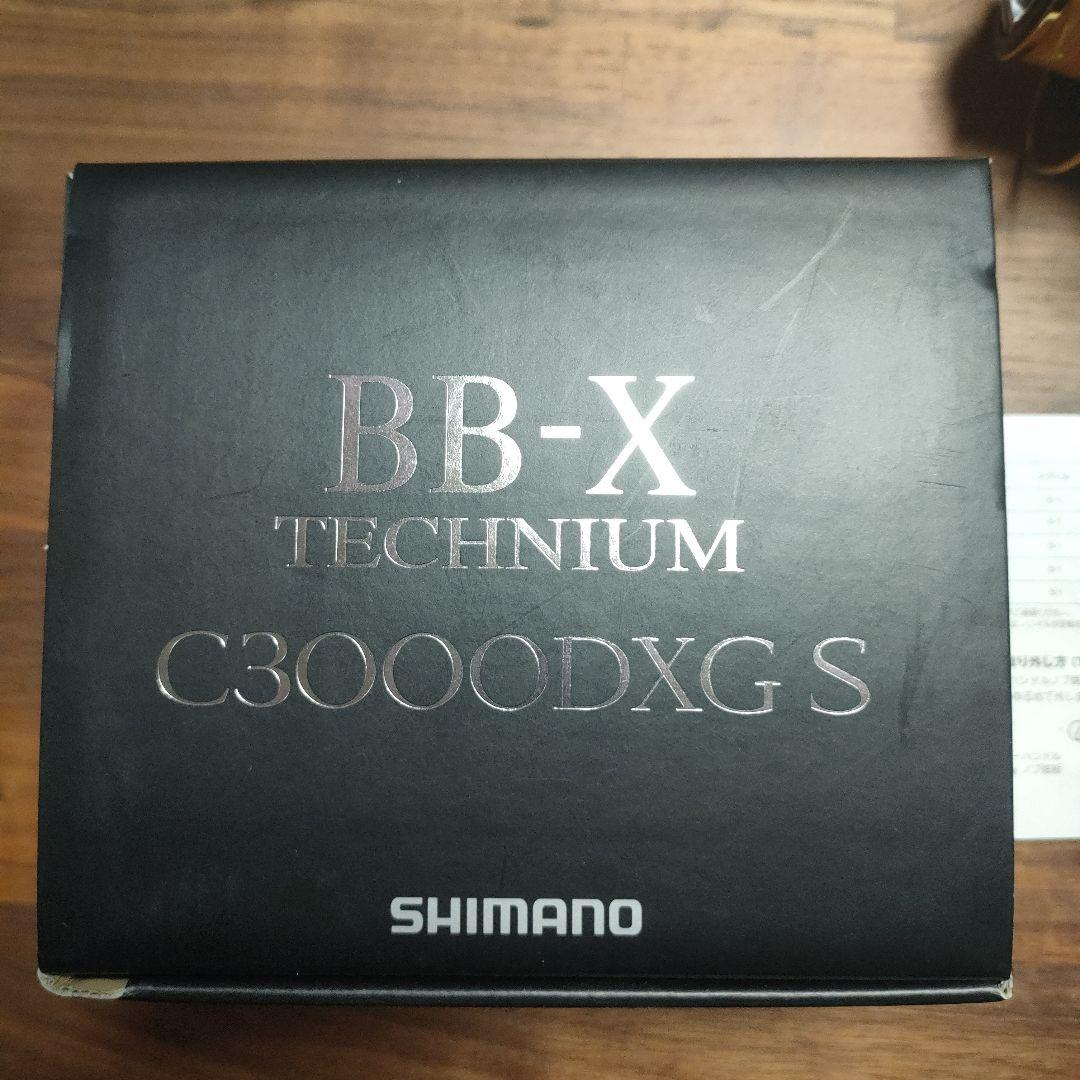 BB-X
TECHNIUM
C3000DXG S
SHIMANO